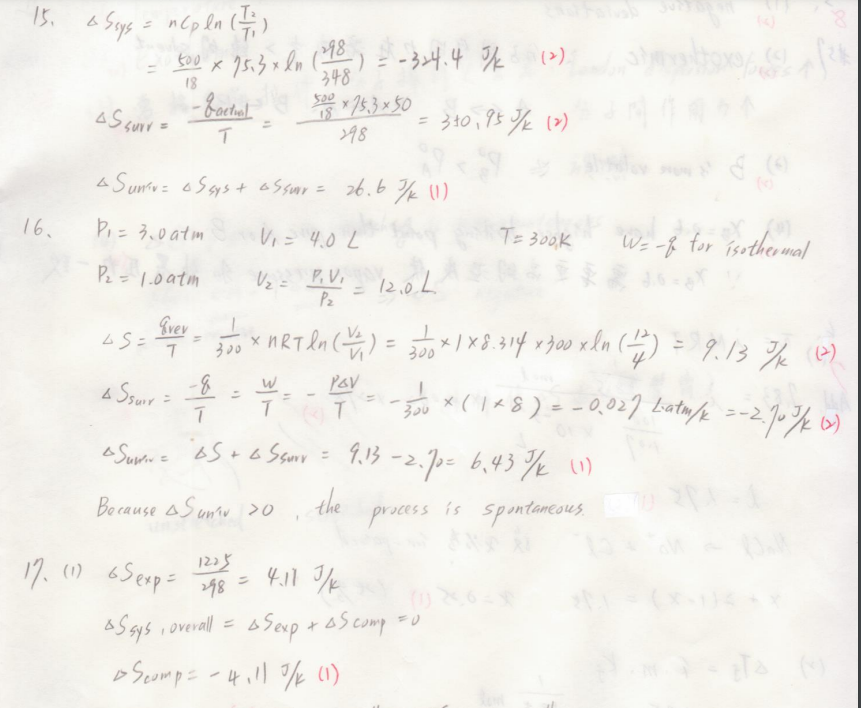 15. ΔSsys = nCp ln (T2/T1)
= 500/18 × 75.3 × ln (298/348) = -324.4 J/K (2)
ΔSsurr = -qactual/T = (500/18 × 75.3 × 50)/298 = 350.95 J/K (2)
ΔSuniv = ΔSsys + ΔSsurr = 26.6 J/K (1)
16. P1 = 3.0 atm V1 = 4.0 L T = 300K W = -q for isothermal
P2 = 1.0 atm V2 = P1V1/P2 = 12.0 L
ΔS = qrev/T = 1/300 × nRT ln (V2/V1) = 1/300 × 1 × 8.314 × 300 × ln (12/4) = 9.13 J/K (2)
ΔSsurr = -q/T = W/T = - PΔV/T = - 1/300 × (1 × 8) = -0.027 L·atm/K = -2.70 J/K (2)
ΔSuniv = ΔS + ΔSsurr = 9.13 - 2.70 = 6.43 J/K (1)
Because ΔSuniv > 0 , the process is spontaneous
17. (1) ΔSexp = 1225/298 = 4.11 J/K
ΔSsys, overall = ΔSexp + ΔScomp = 0
ΔScomp = -4.11 J/K (1)